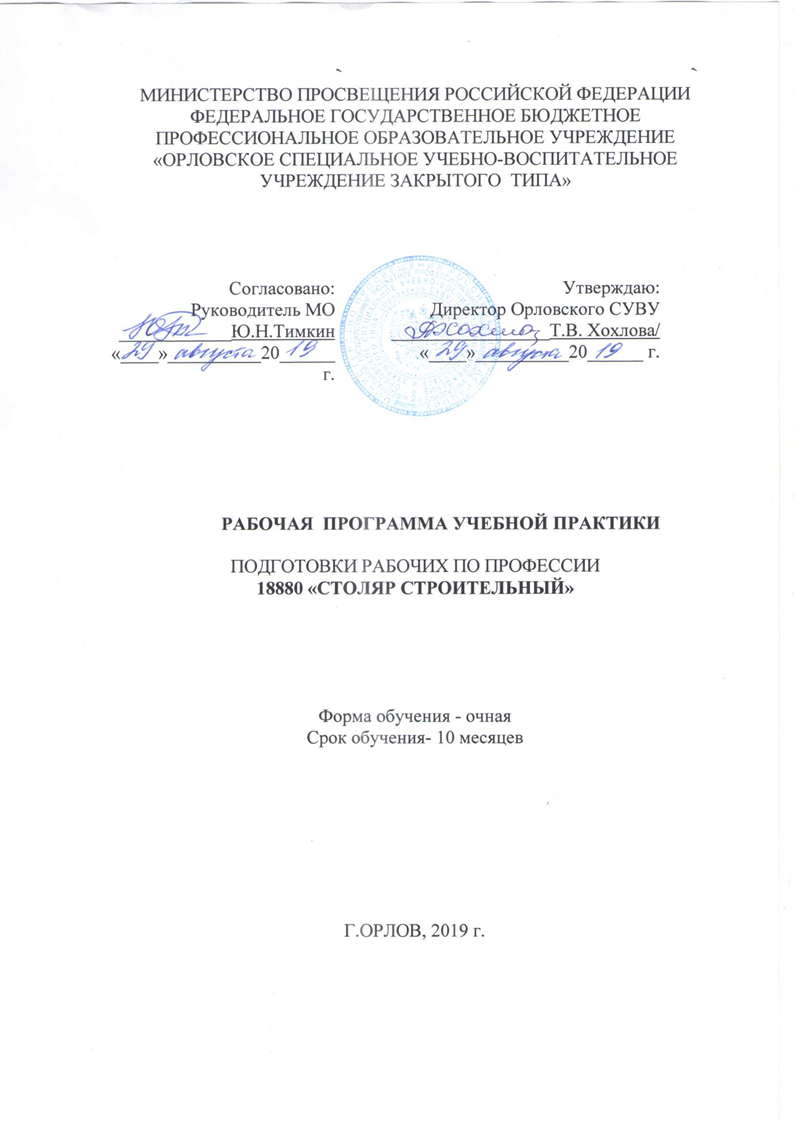 МИНИСТЕРСТВО ПРОСВЕЩЕНИЯ РОССИЙСКОЙ ФЕДЕРАЦИИ
ФЕДЕРАЛЬНОЕ ГОСУДАРСТВЕННОЕ БЮДЖЕТНОЕ
ПРОФЕССИОНАЛЬНОЕ ОБРАЗОВАТЕЛЬНОЕ УЧРЕЖДЕНИЕ
«ОРЛОВСКОЕ СПЕЦИАЛЬНОЕ УЧЕБНО-ВОСПИТАТЕЛЬНОЕ
УЧРЕЖДЕНИЕ ЗАКРЫТОГО ТИПА»
Согласовано:
Руководитель МО
Ю.Н.Тимкин
«29» августа 2019
г.
Утверждаю:
Директор Орловского СУВУ
Т.В. Хохлова/
«29» августа 2019 г.
РАБОЧАЯ ПРОГРАММА УЧЕБНОЙ ПРАКТИКИ
ПОДГОТОВКИ РАБОЧИХ ПО ПРОФЕССИИ
18880 «СТОЛЯР СТРОИТЕЛЬНЫЙ»
Форма обучения - очная
Срок обучения- 10 месяцев
Г.ОРЛОВ, 2019 г.